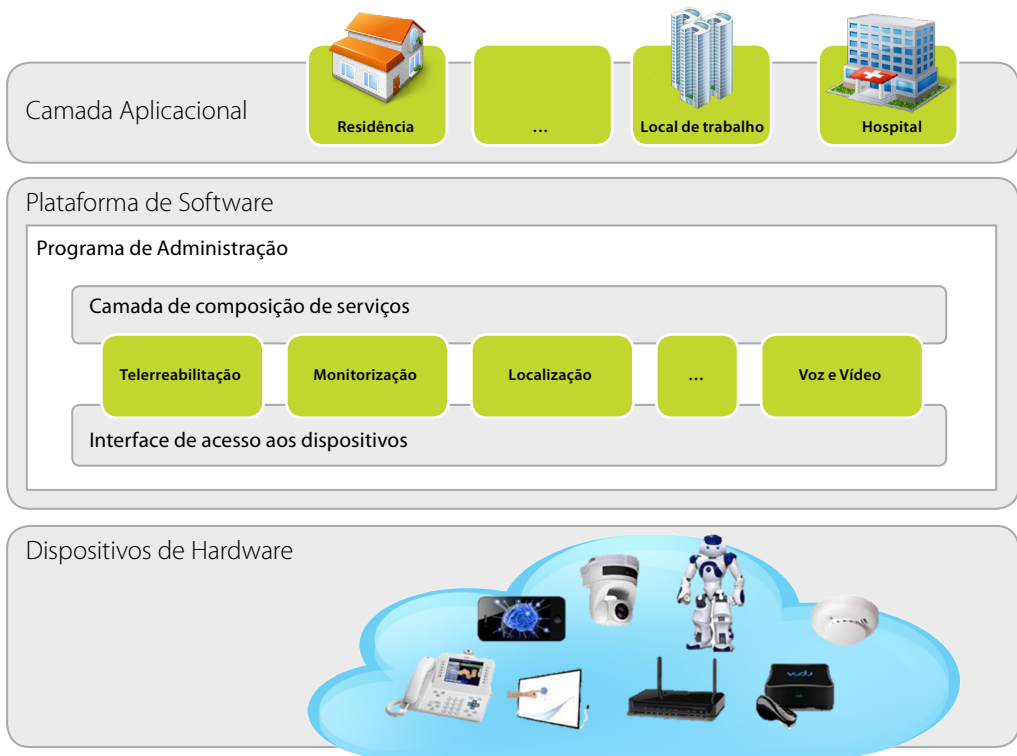 Camada Aplicacional
Residência
...
Local de trabalho
Hospital
Plataforma de Software
Programa de Administração
Camada de composição de serviços
Telerreabilitação
Monitorização
Localização
...
Voz e Vídeo
Interface de acesso aos dispositivos
Dispositivos de Hardware